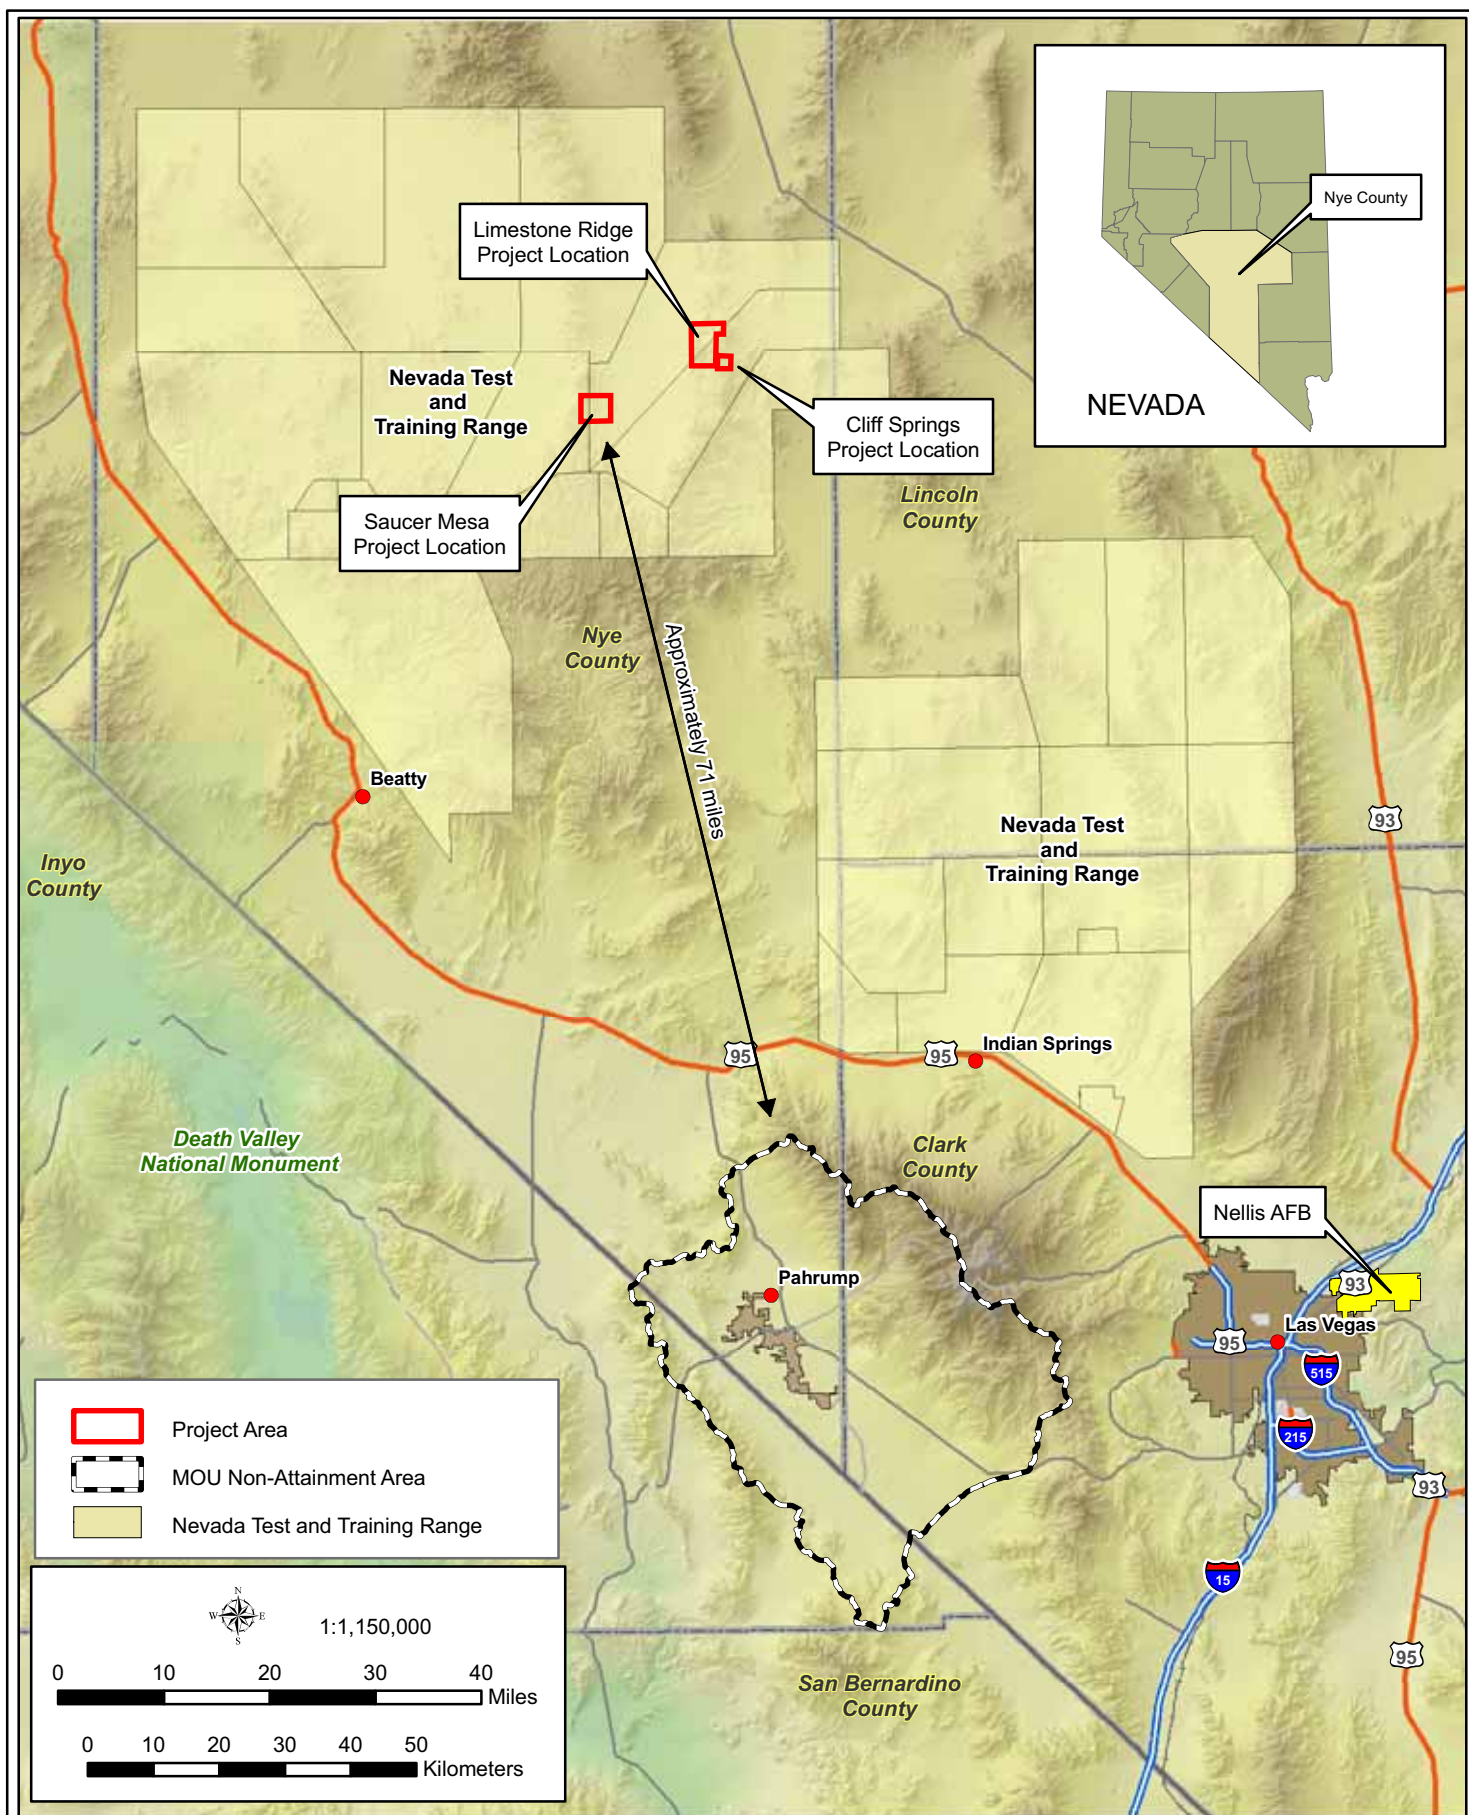 Limestone Ridge
Project Location
Nye County
NEVADA
Nevada Test
and
Training Range
Cliff Springs
Project Location
Saucer Mesa
Project Location
Lincoln
County
Nye
County
Approximately 71 miles
Beatty
Inyo
County
93
Nevada Test
and
Training Range
95
95
Indian Springs
Death Valley
National Monument
Clark
County
Nellis AFB
Pahrump
93
Las Vegas
95
515
215
93
15
95
San Bernardino
County
Project Area
MOU Non-Attainment Area
Nevada Test and Training Range
N
W
E
S
1:1,150,000
0 10 20 30 40
Miles
0 10 20 30 40 50
Kilometers